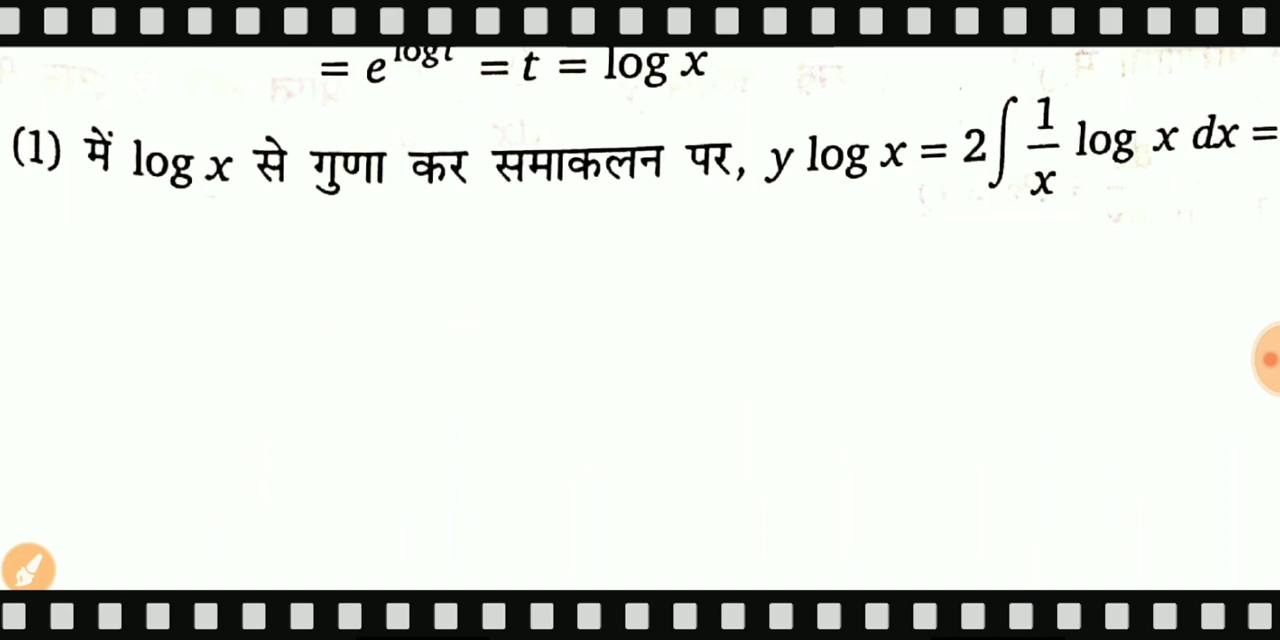 = e^{log t} = t = log x
(1) में log x से गुणा कर समाकलन पर, y log x = 2∫ 1/x log x dx =